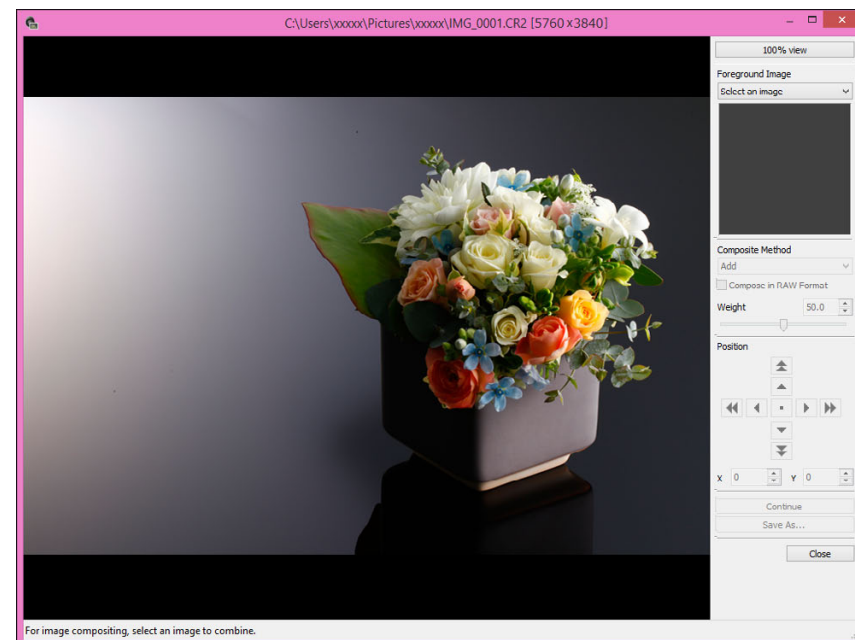 C:\Users\xxxxx\Pictures\xxxxx\IMG_0001.CR2 [5760 x 3840]
100% view
Foreground Image
Select an image
Composite Method
Add
Compose in RAW Format
Weight 50.0
Position
X 0 Y 0
Continue
Save As...
Close
For image compositing, select an image to combine.